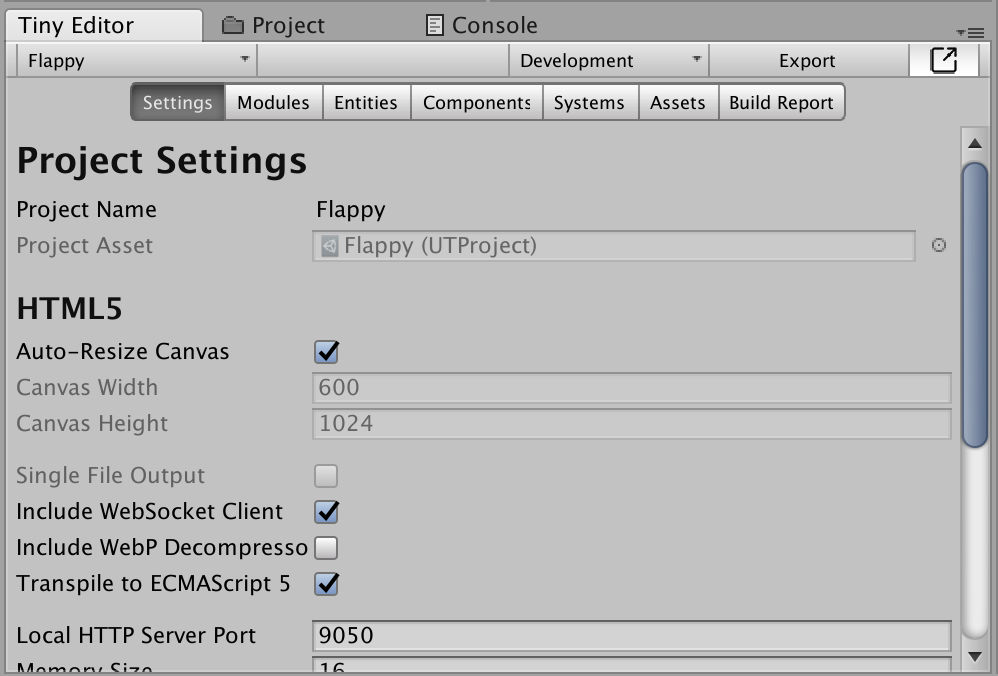 Tiny Editor Project Console
Flappy Development Export
Settings Modules Entities Components Systems Assets Build Report
Project Settings
Project Name Flappy
Project Asset Flappy (UTProject)
HTML5
Auto-Resize Canvas
Canvas Width 600
Canvas Height 1024
Single File Output
Include WebSocket Client
Include WebP Decompresso
Transpile to ECMAScript 5
Local HTTP Server Port 9050
Memory Size 16